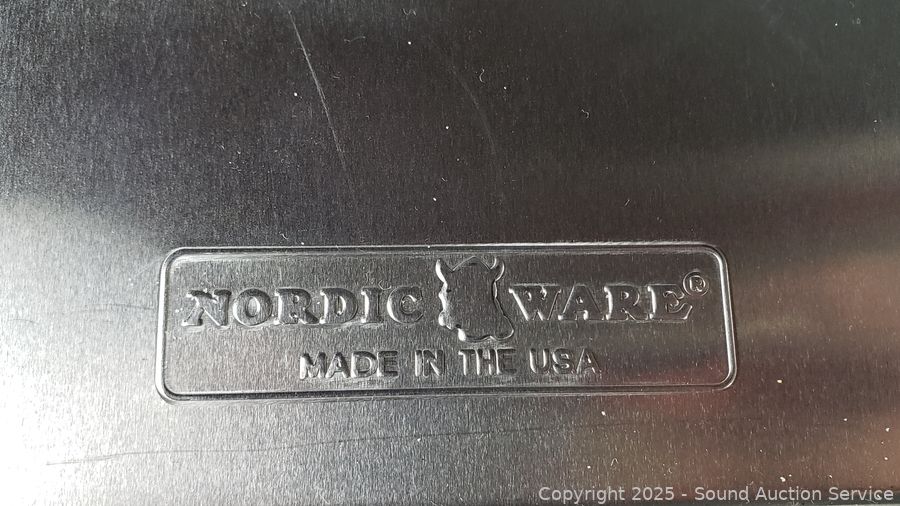 NORDIC WARE®
MADE IN THE USA
Copyright 2025 - Sound Auction Service